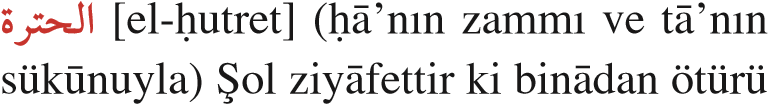 الحترة [el-ḥutret] (ḥā’nın zammı ve tā’nın
sükūnuyla) Şol ziyāfettir ki binādan ötürü